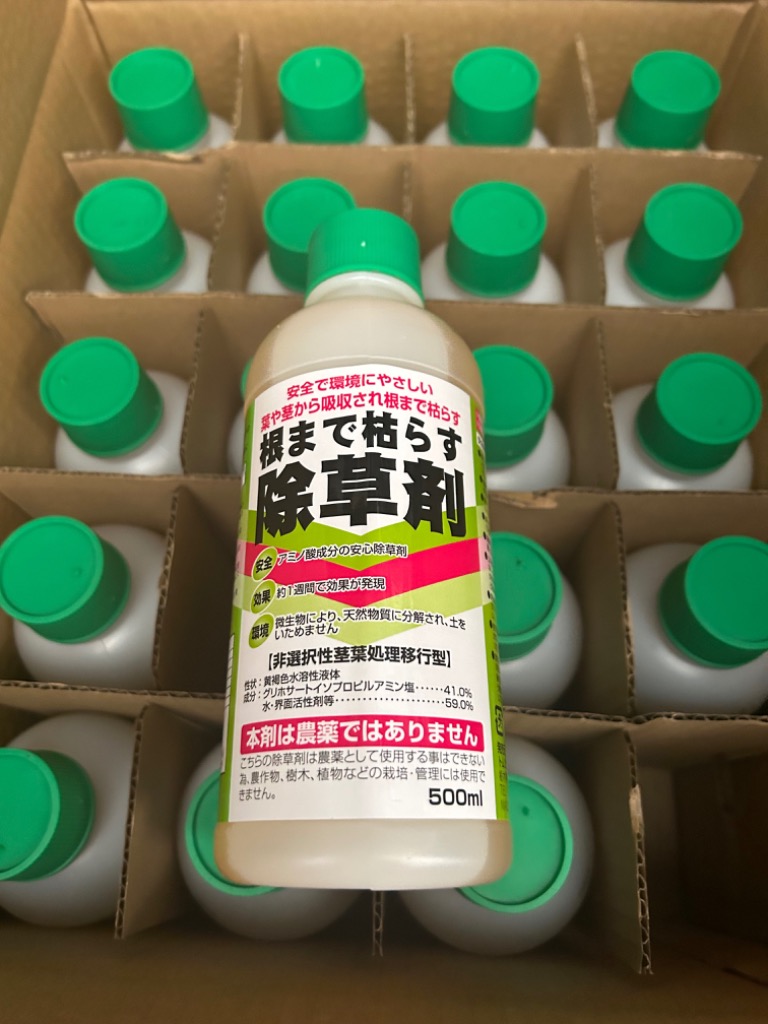 安全で環境にやさしい
葉や茎から吸収され根まで枯らす
根まで枯らす
除草剤
安全 アミノ酸成分の安心除草剤
効果 約1週間で効果が発現
環境 微生物により、天然物質に分解され、土を
いためません
【非選択性茎葉処理移行型】
性状：黄褐色水溶性液体
成分：グリホサートイソプロピルアミン塩……41.0%
水・界面活性剤等……………………59.0%
本剤は農薬ではありません
こちらの除草剤は農薬として使用する事はできない
為、農作物、樹木、植物などの栽培・管理には使用で
きません。
500ml